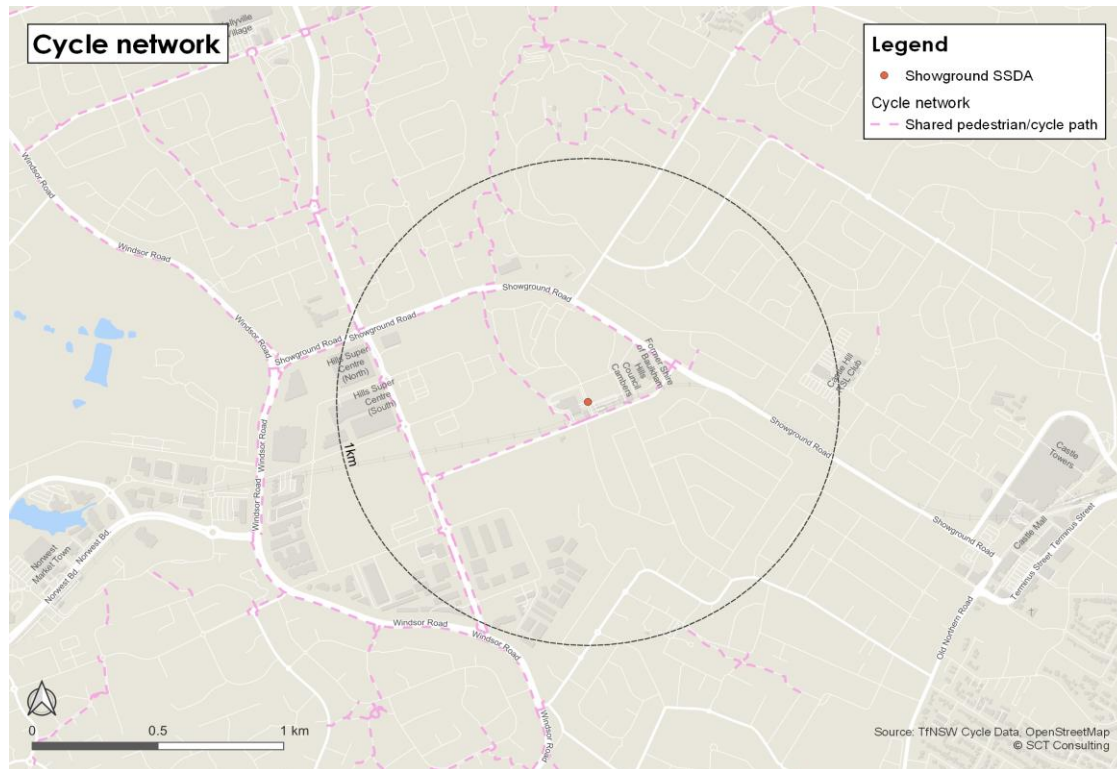 Cycle network
Legend
Showground SSDA
Cycle network
Shared pedestrian/cycle path
Village
Windsor Road
Windsor Road
Windsor Road
Windsor Road
Windsor Road
Showground Road
Showground Road
Showground Road
Hills Super
Centre
(North)
Hills Super
Centre
(South)
1km
Former Shire
of Baulkham
Hills
Council
Cambers
Castle Hill
RSL Club
Showground Road
Showground Road
Castle
Towers
Castle Mall
Terminus Street
Terminus Street
Old Northern Road
Norwest
Market Town
Norwest Bd.
Norwest Bd.
Windsor Road
Windsor Road
Windsor Road
0
0.5
1 km
Source: TfNSW Cycle Data, OpenStreetMap
© SCT Consulting